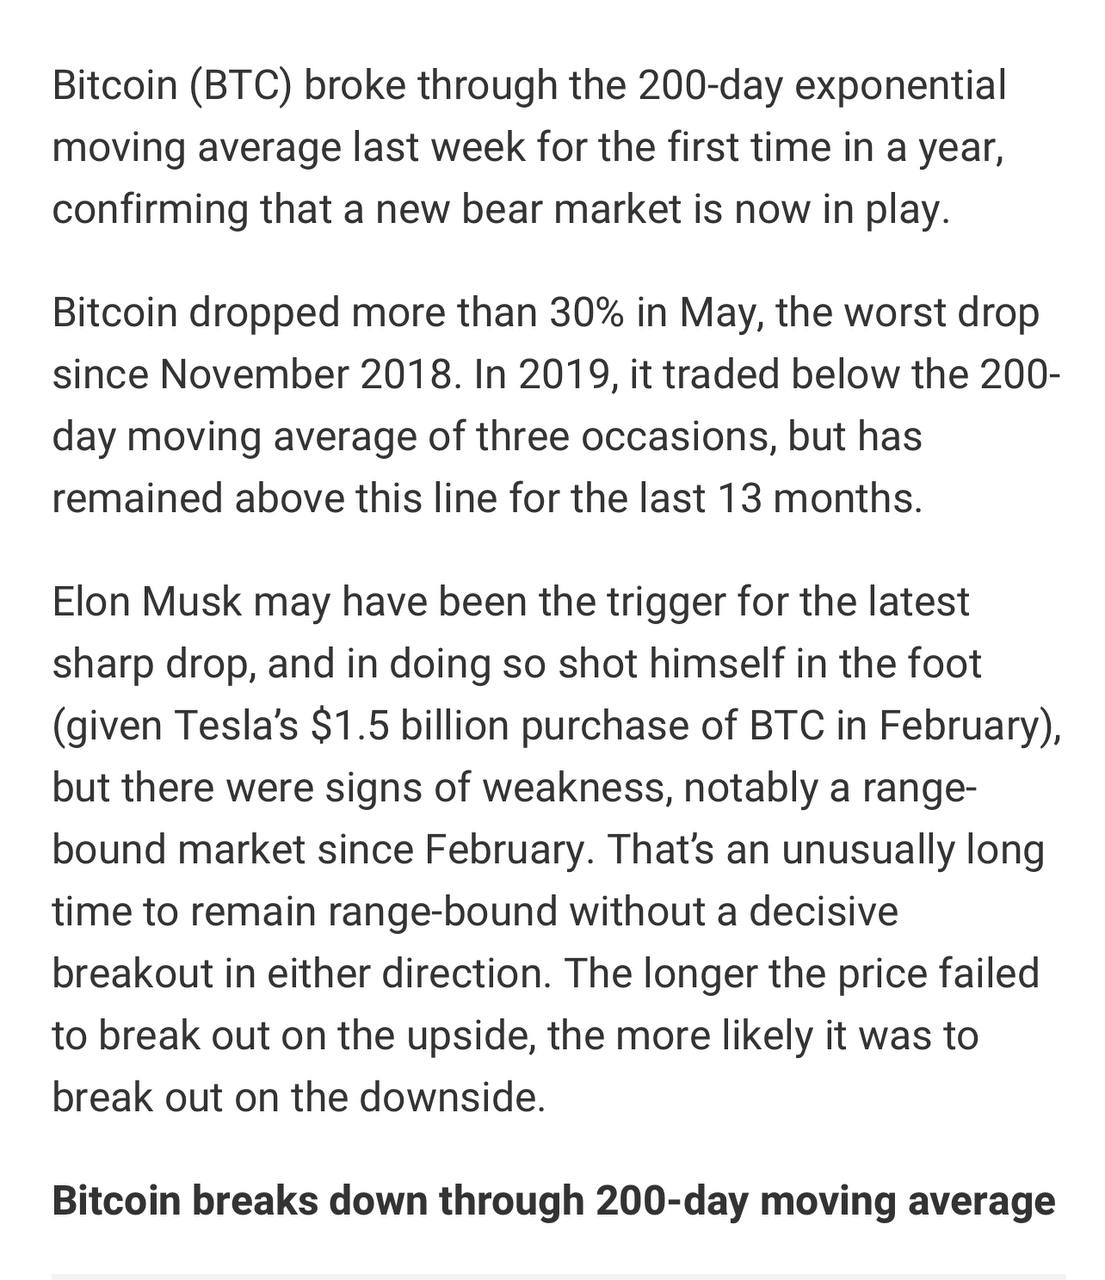 Bitcoin (BTC) broke through the 200-day exponential
moving average last week for the first time in a year,
confirming that a new bear market is now in play.
Bitcoin dropped more than 30% in May, the worst drop
since November 2018. In 2019, it traded below the 200-
day moving average of three occasions, but has
remained above this line for the last 13 months.
Elon Musk may have been the trigger for the latest
sharp drop, and in doing so shot himself in the foot
(given Tesla’s $1.5 billion purchase of BTC in February),
but there were signs of weakness, notably a range-
bound market since February. That’s an unusually long
time to remain range-bound without a decisive
breakout in either direction. The longer the price failed
to break out on the upside, the more likely it was to
break out on the downside.
Bitcoin breaks down through 200-day moving average